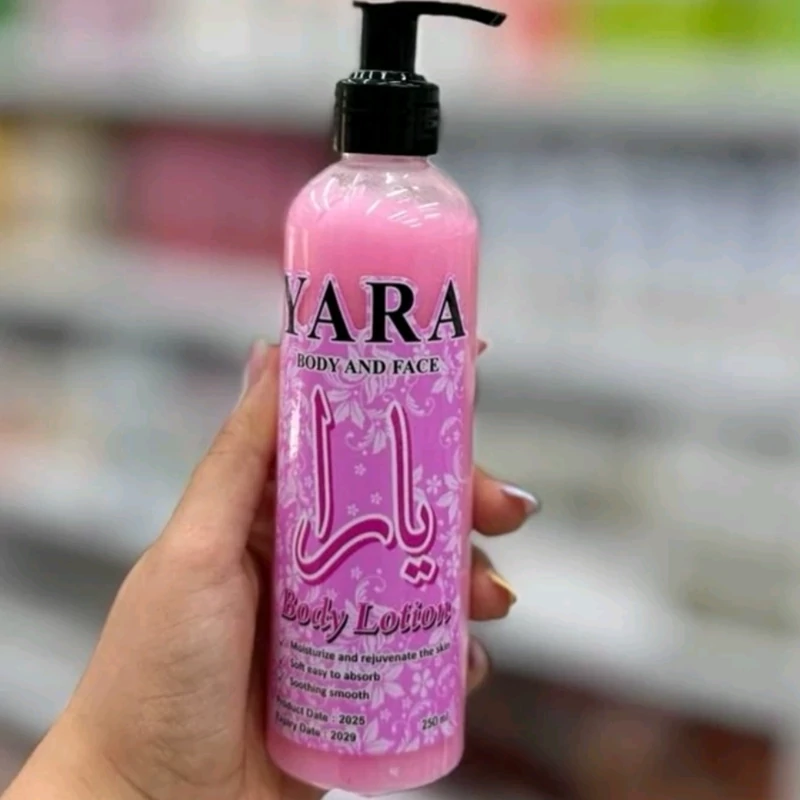 YARA
BODY AND FACE
يارا
Body Lotion
Moisturize and rejuvenate the skin
Soft easy to absorb
Soothing smooth
Product Date : 2025
Expiry Date : 2029
250 ml